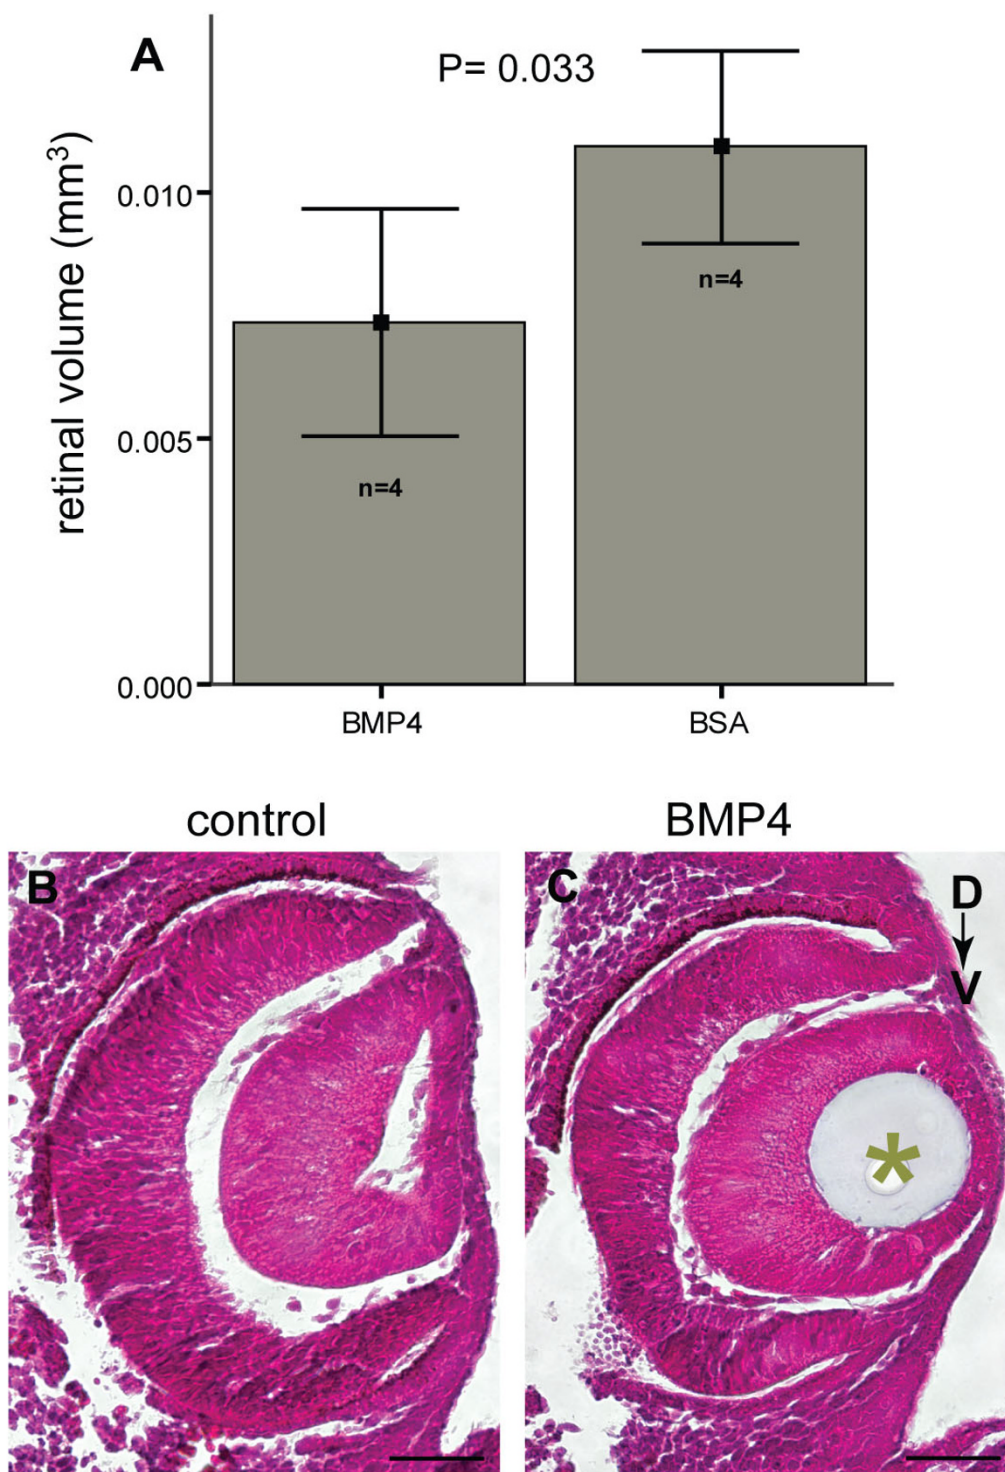 A
P= 0.033
retinal volume (mm³)
0.010
0.005
0.000
n=4
n=4
BMP4
BSA
control
BMP4
B
C
D
V
*